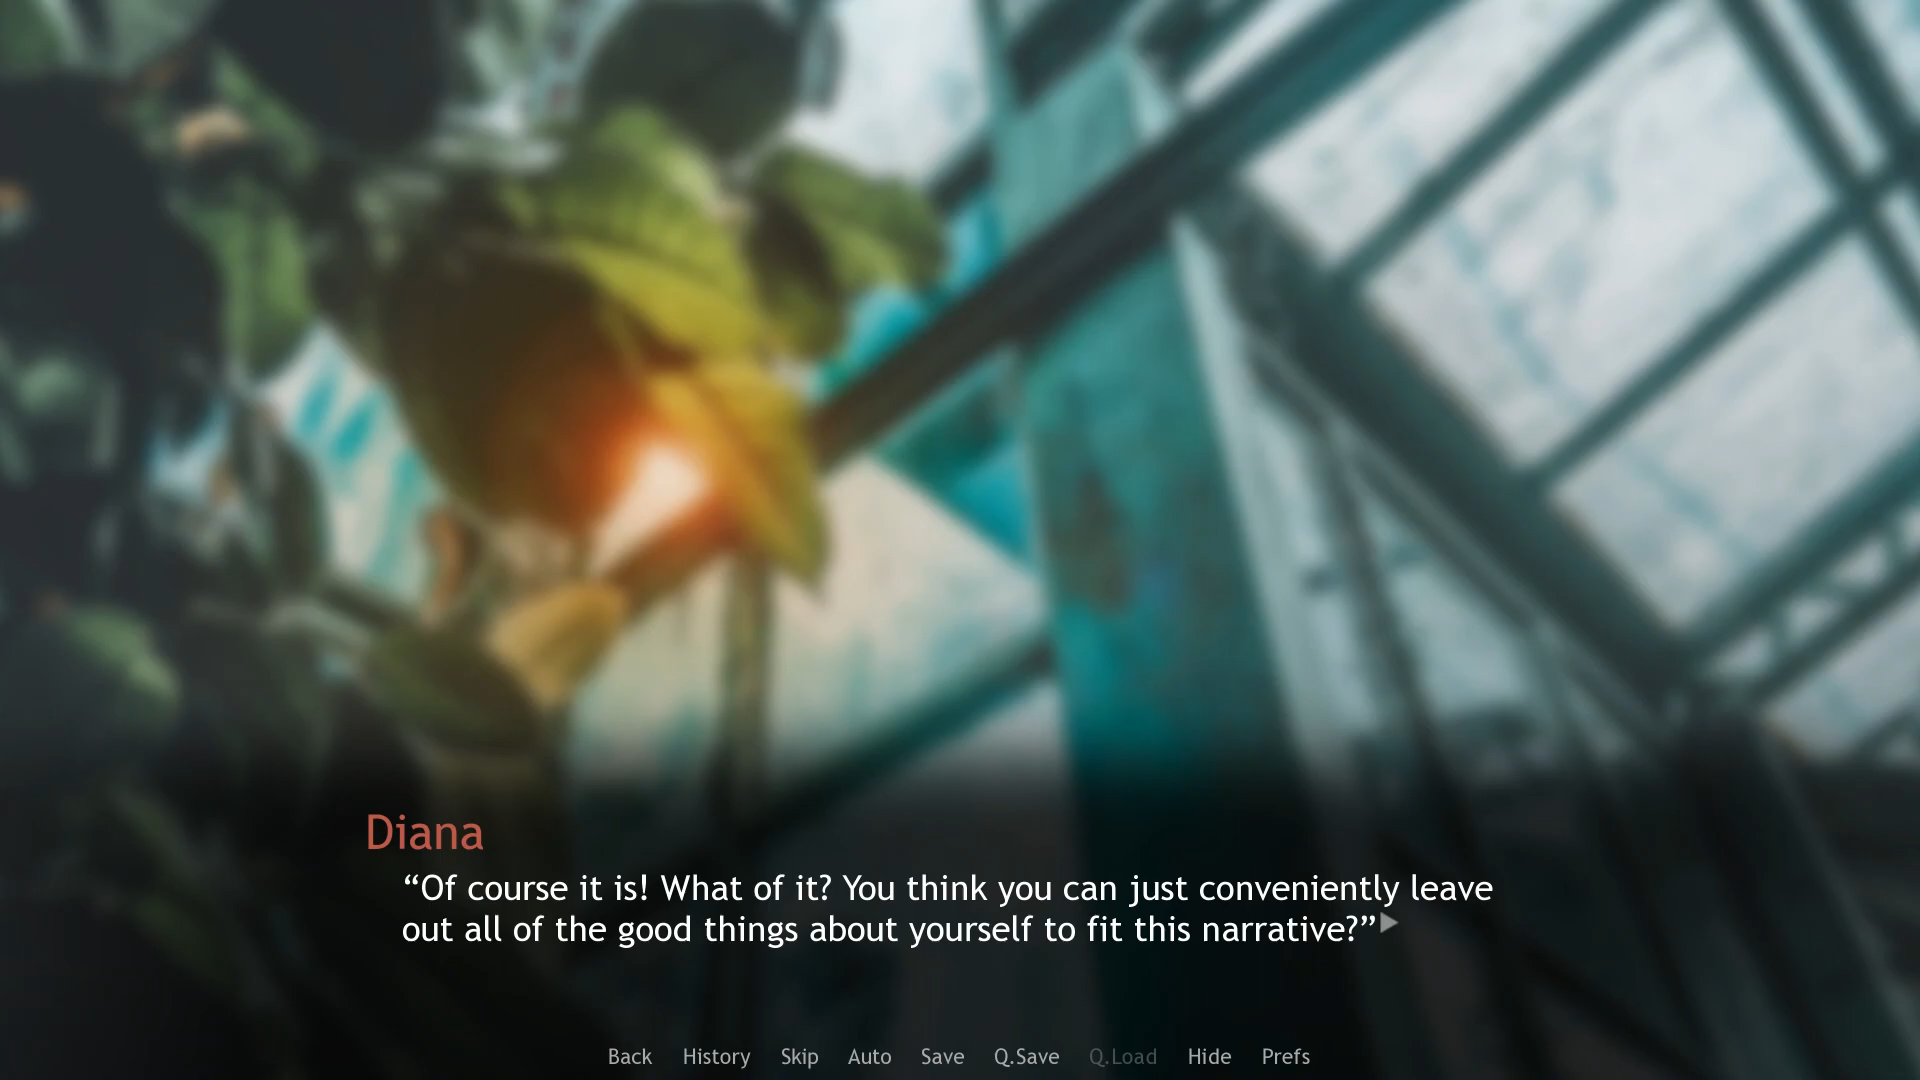 Diana
“Of course it is! What of it? You think you can just conveniently leave
out all of the good things about yourself to fit this narrative?”
Back History Skip Auto Save Q.Save Q.Load Hide Prefs